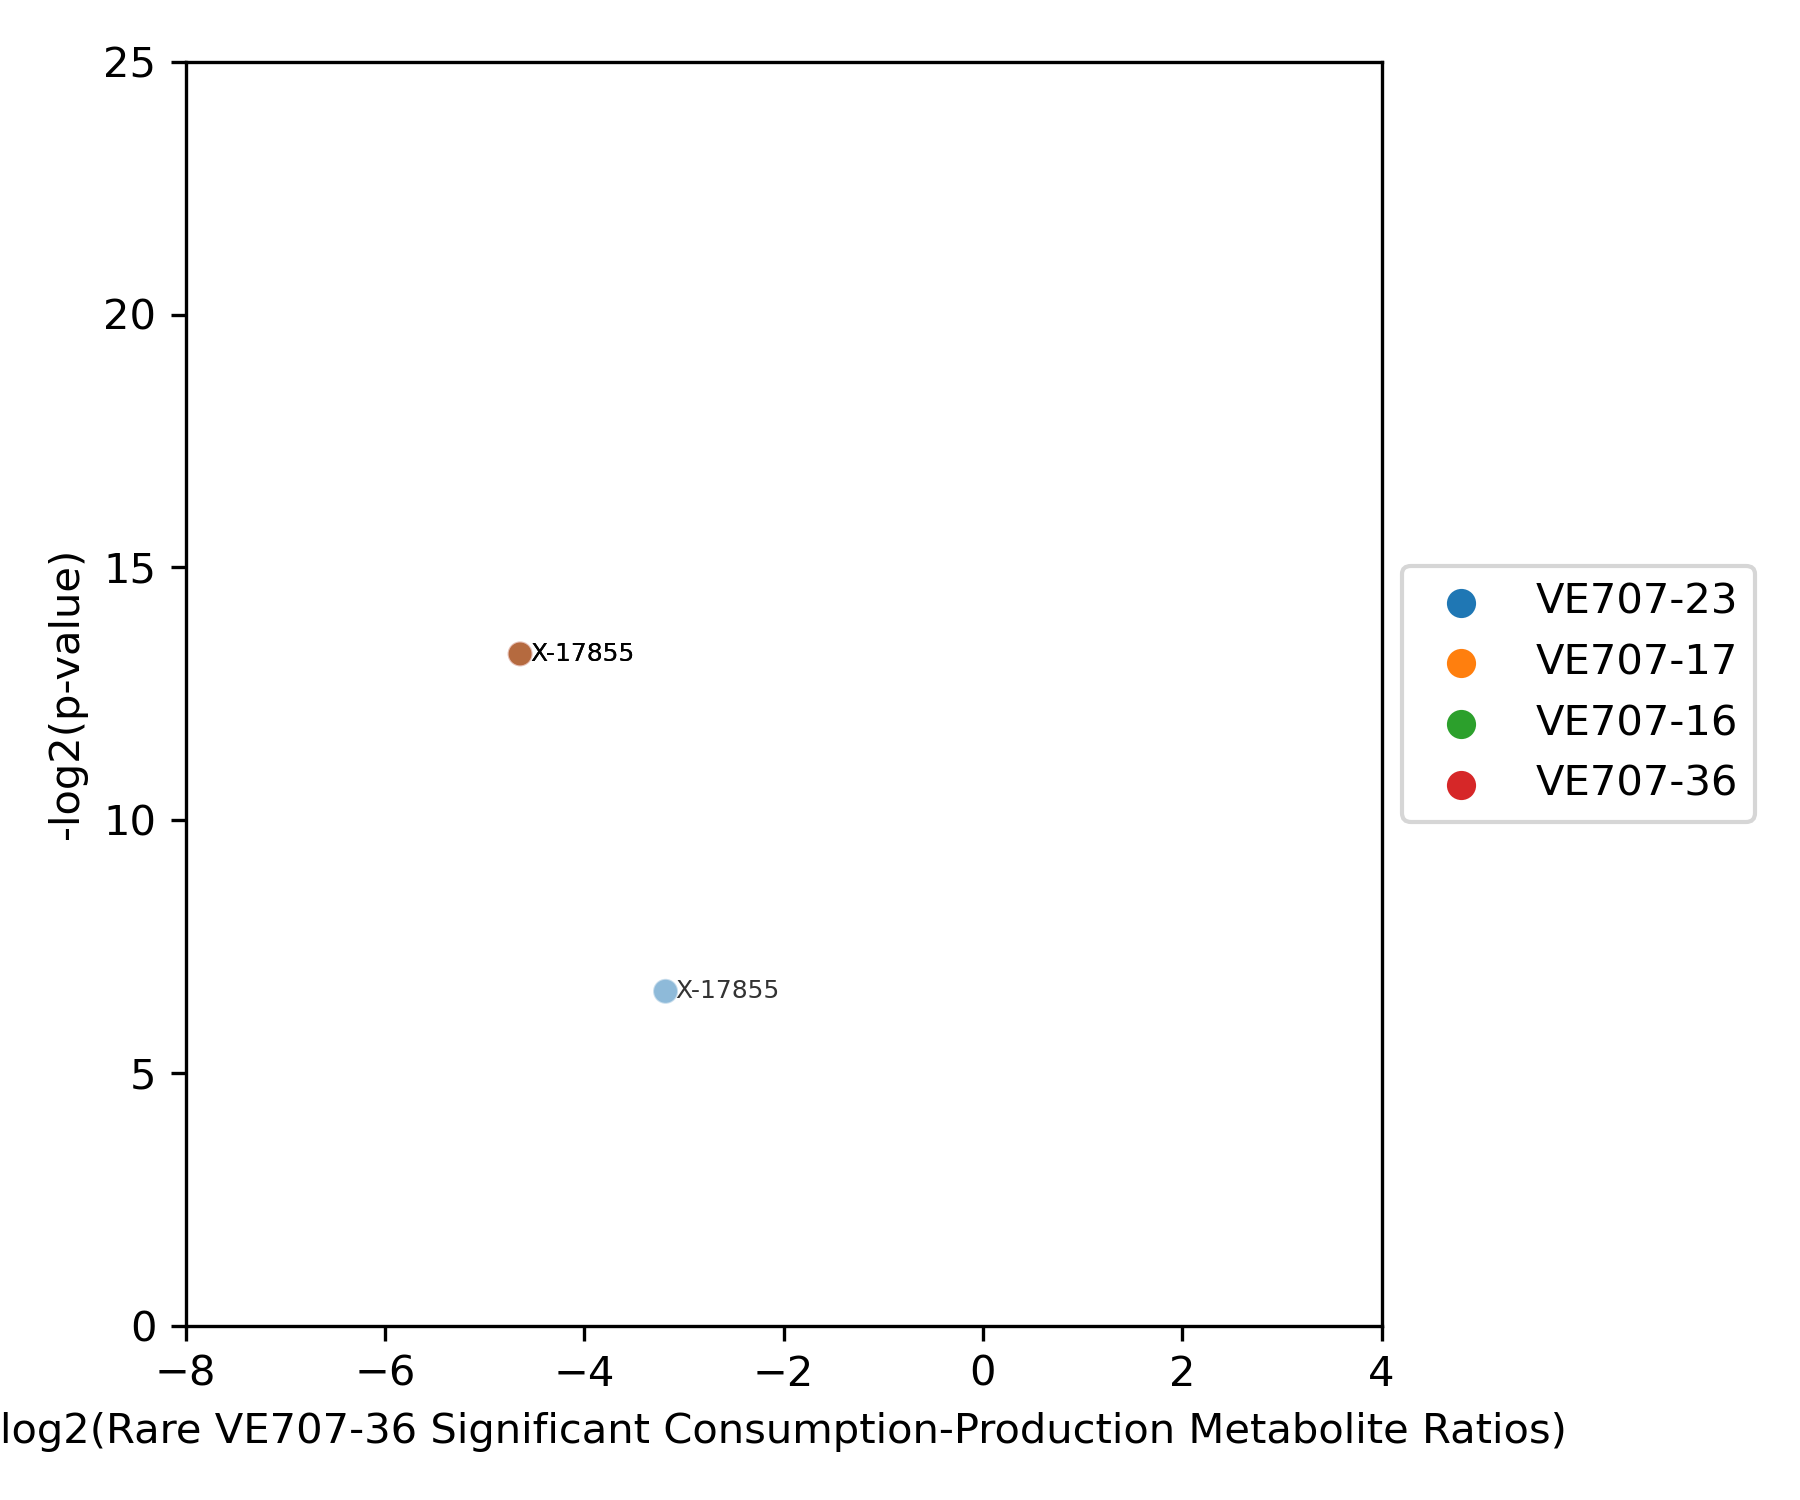 25
20
15
10
5
0
-log2(p-value)
X-17855
X-17855
VE707-23
VE707-17
VE707-16
VE707-36
−8 −6 −4 −2 0 2 4
log2(Rare VE707-36 Significant Consumption-Production Metabolite Ratios)